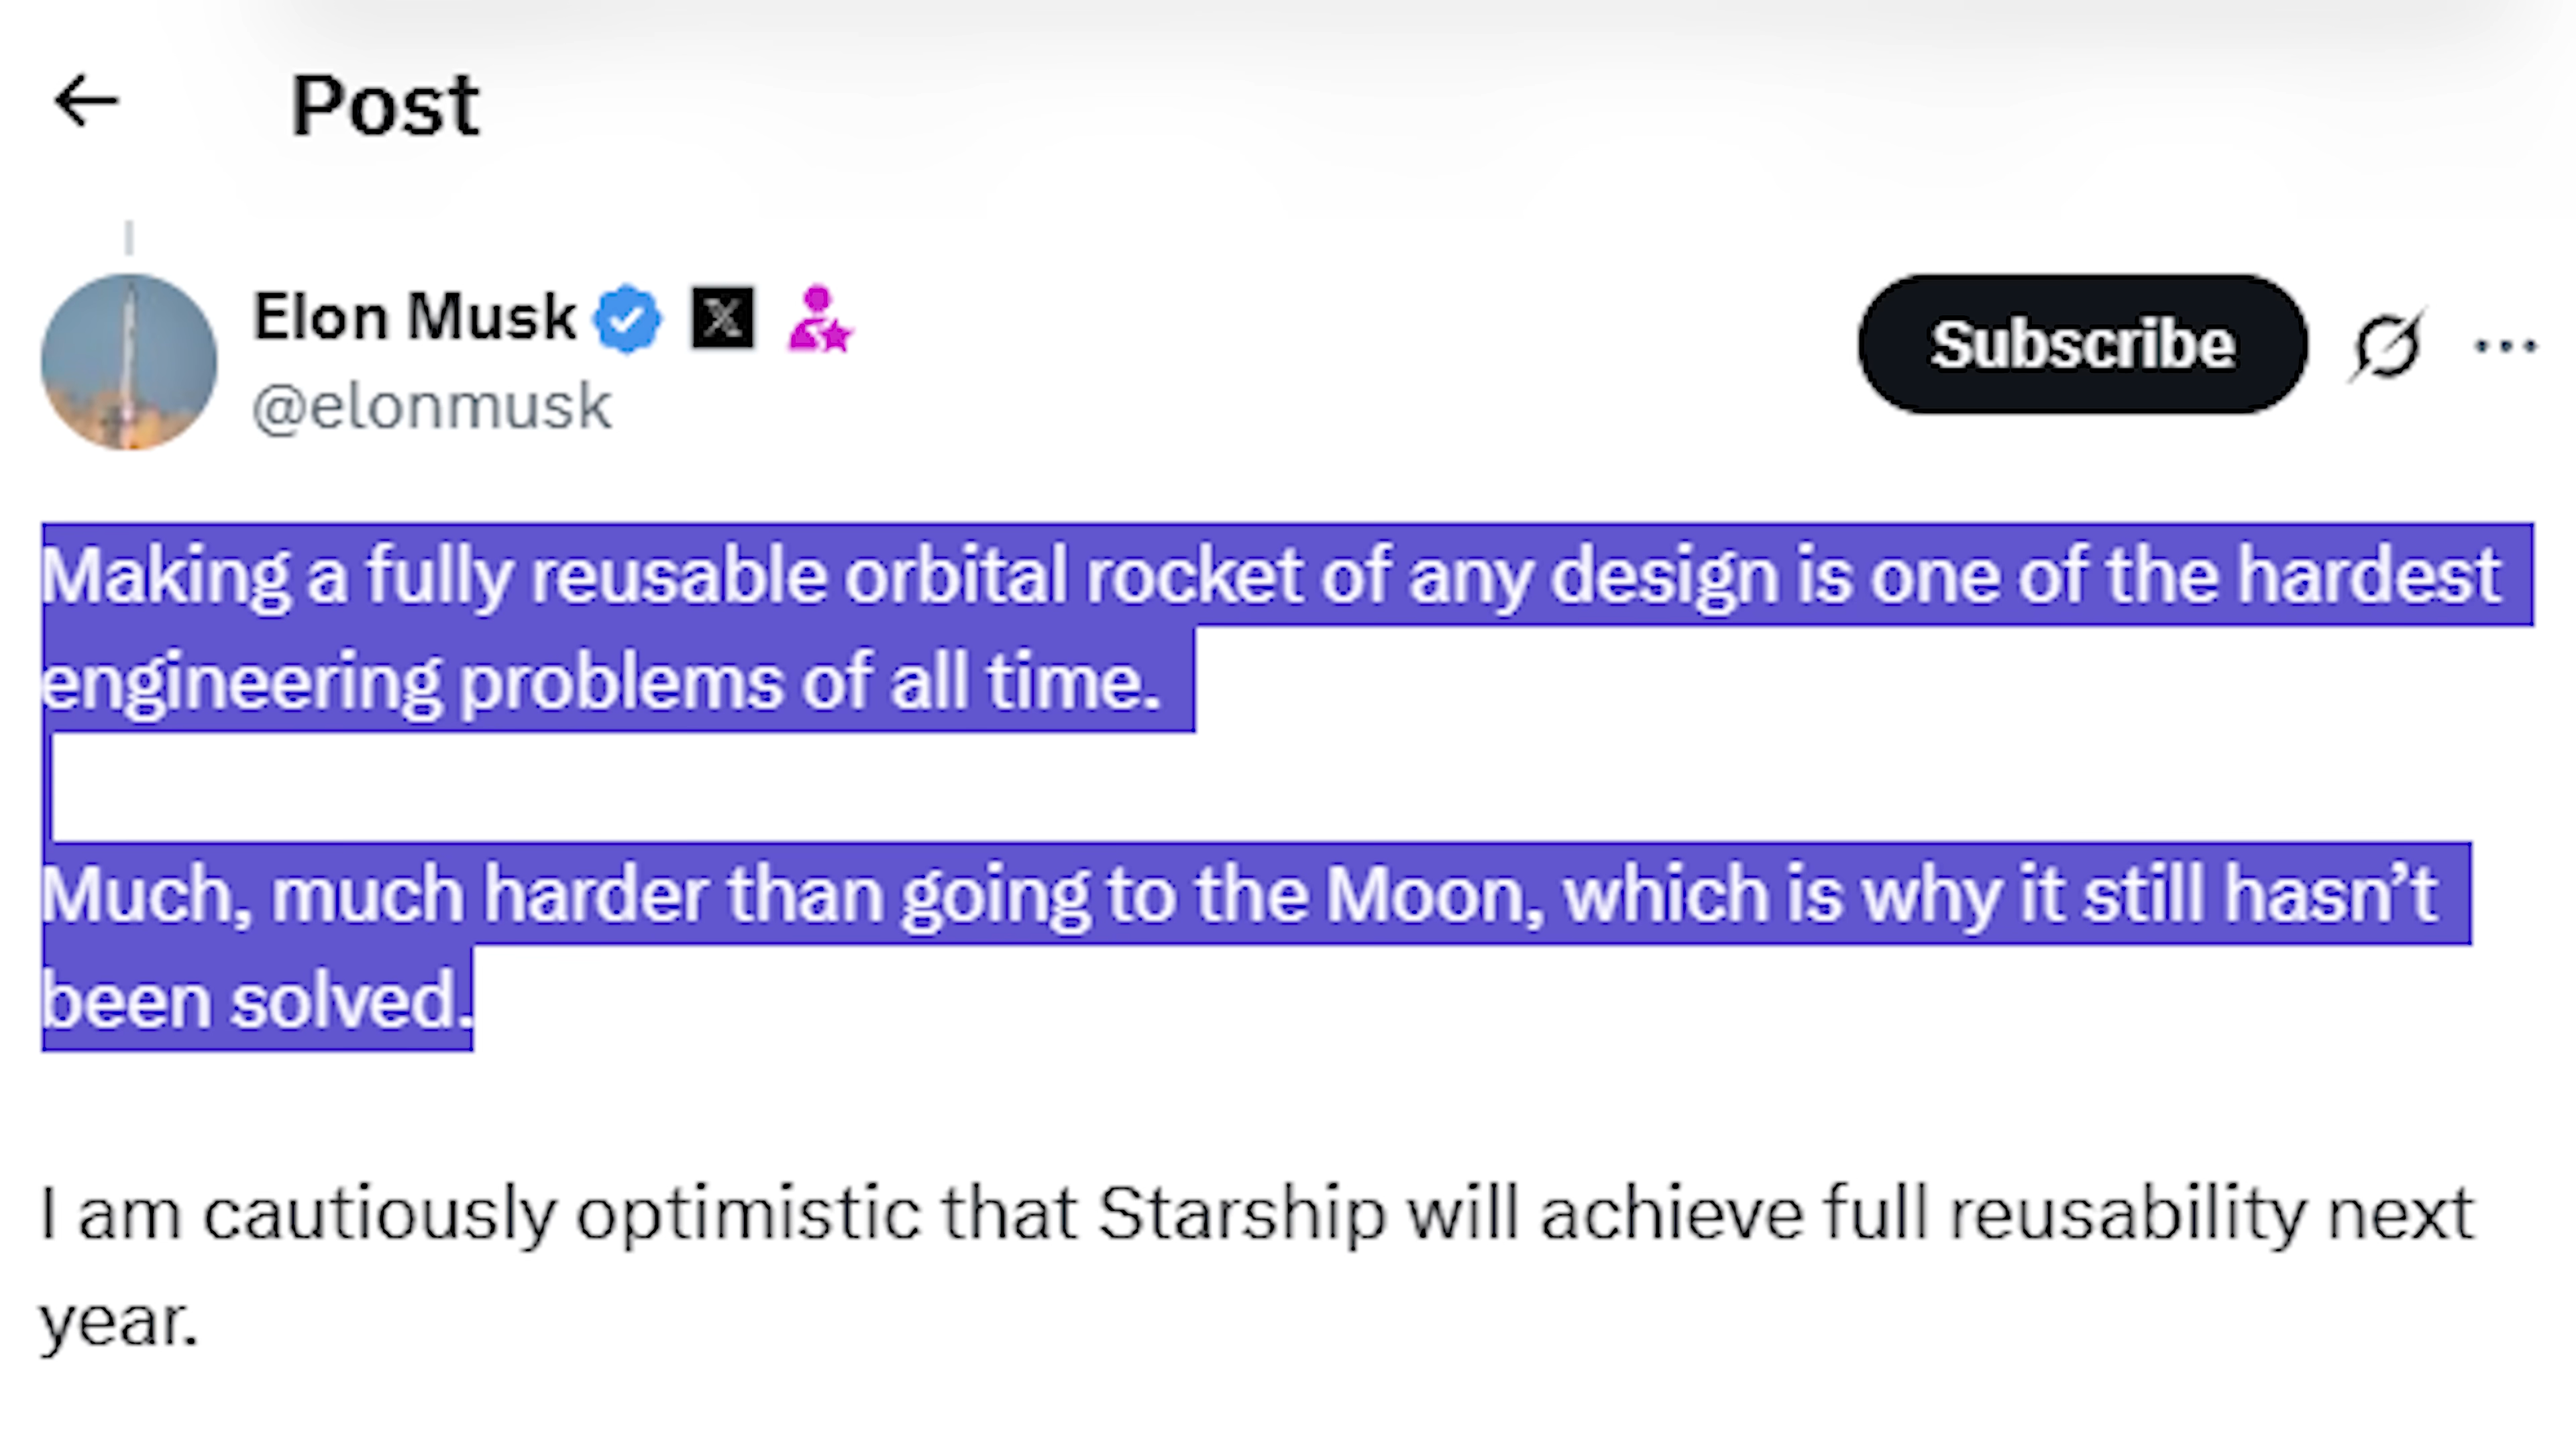 Post
Elon Musk
@elonmusk
Subscribe
Making a fully reusable orbital rocket of any design is one of the hardest
engineering problems of all time.
Much, much harder than going to the Moon, which is why it still hasn’t
been solved.
I am cautiously optimistic that Starship will achieve full reusability next
year.